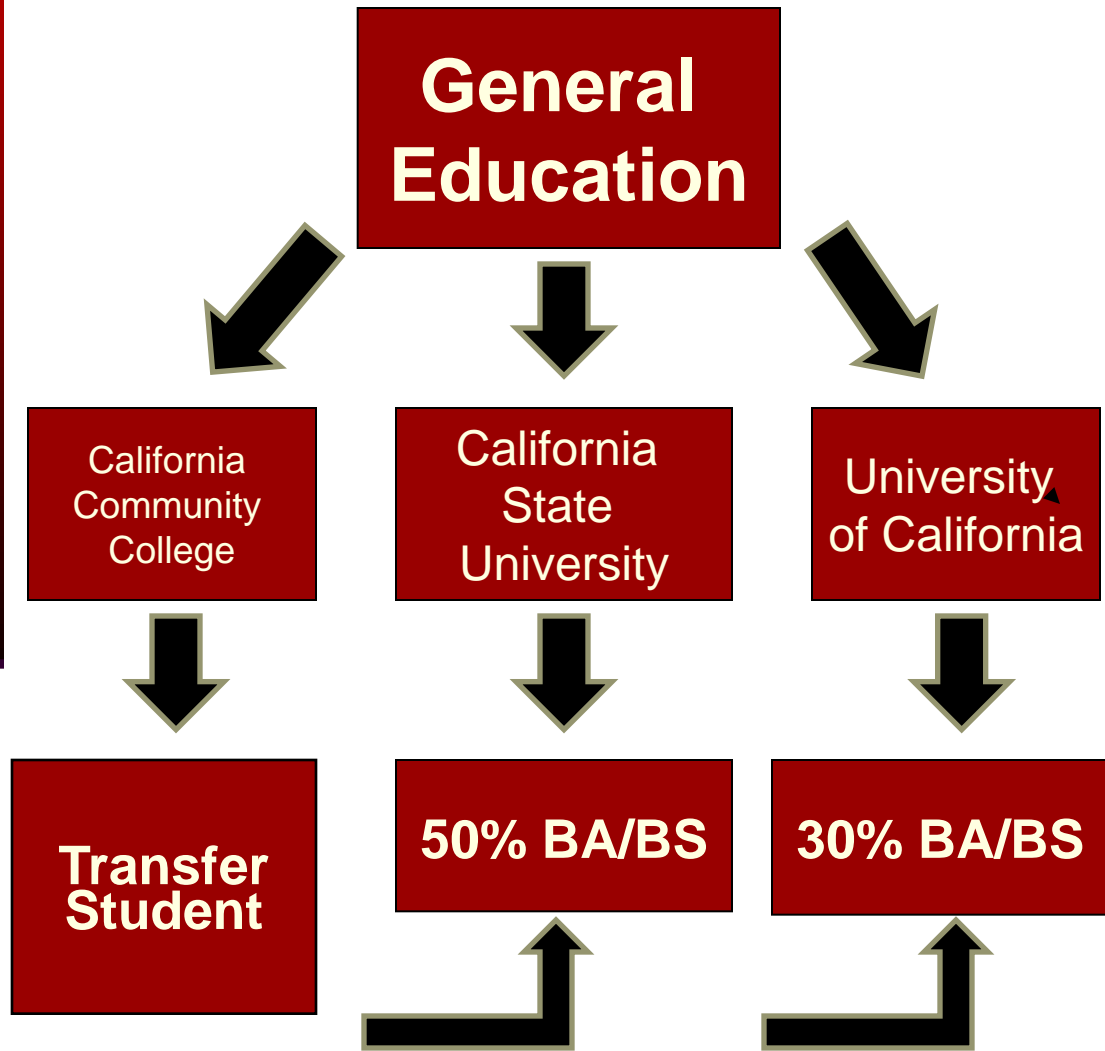 General
Education
California
Community
College
California
State
University
University
of California
Transfer
Student
50% BA/BS
30% BA/BS